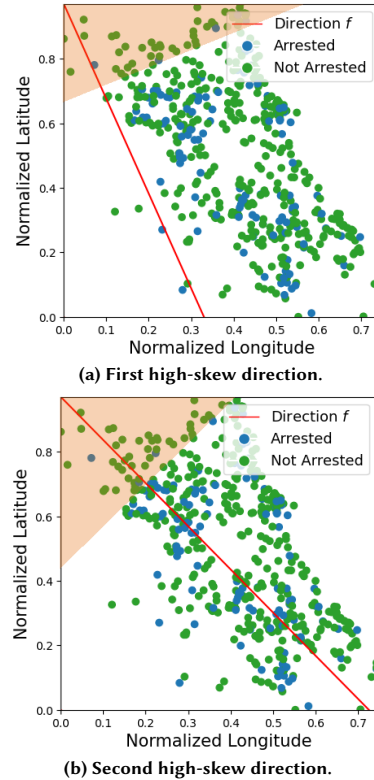 Direction f
Arrested
Not Arrested
Normalized Latitude
0.8
0.6
0.4
0.2
0.0
0.0 0.1 0.2 0.3 0.4 0.5 0.6 0.7
Normalized Longitude
(a) First high-skew direction.
Direction f
Arrested
Not Arrested
Normalized Latitude
0.8
0.6
0.4
0.2
0.0
0.0 0.1 0.2 0.3 0.4 0.5 0.6 0.7
Normalized Longitude
(b) Second high-skew direction.